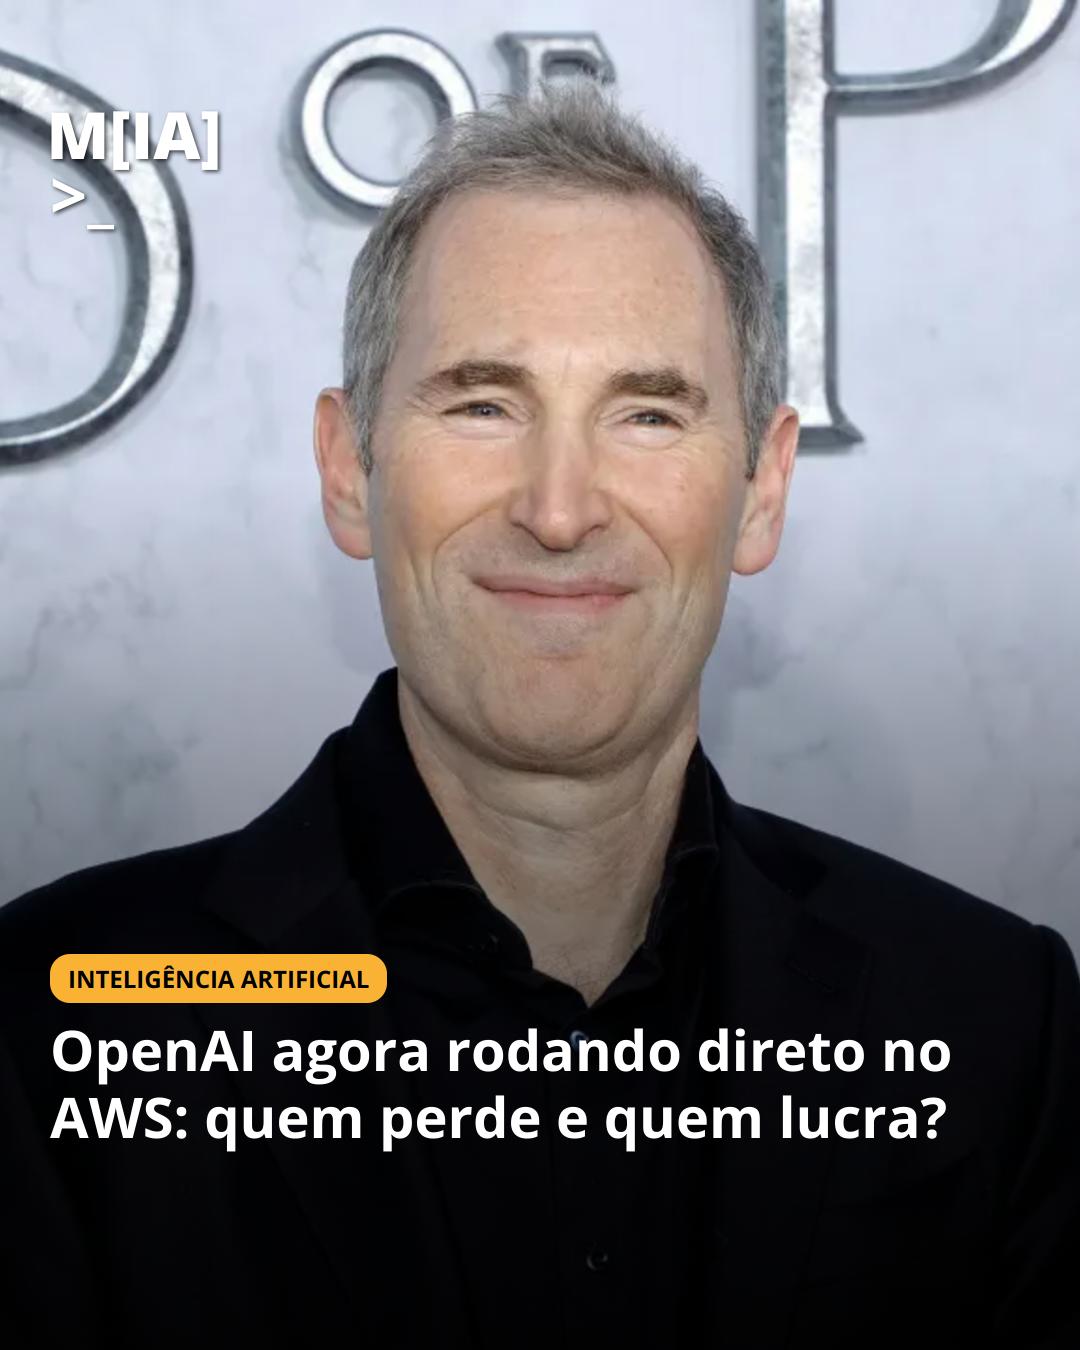 S OF P
M[IA]
>_
INTELIGÊNCIA ARTIFICIAL
OpenAI agora rodando direto no
AWS: quem perde e quem lucra?